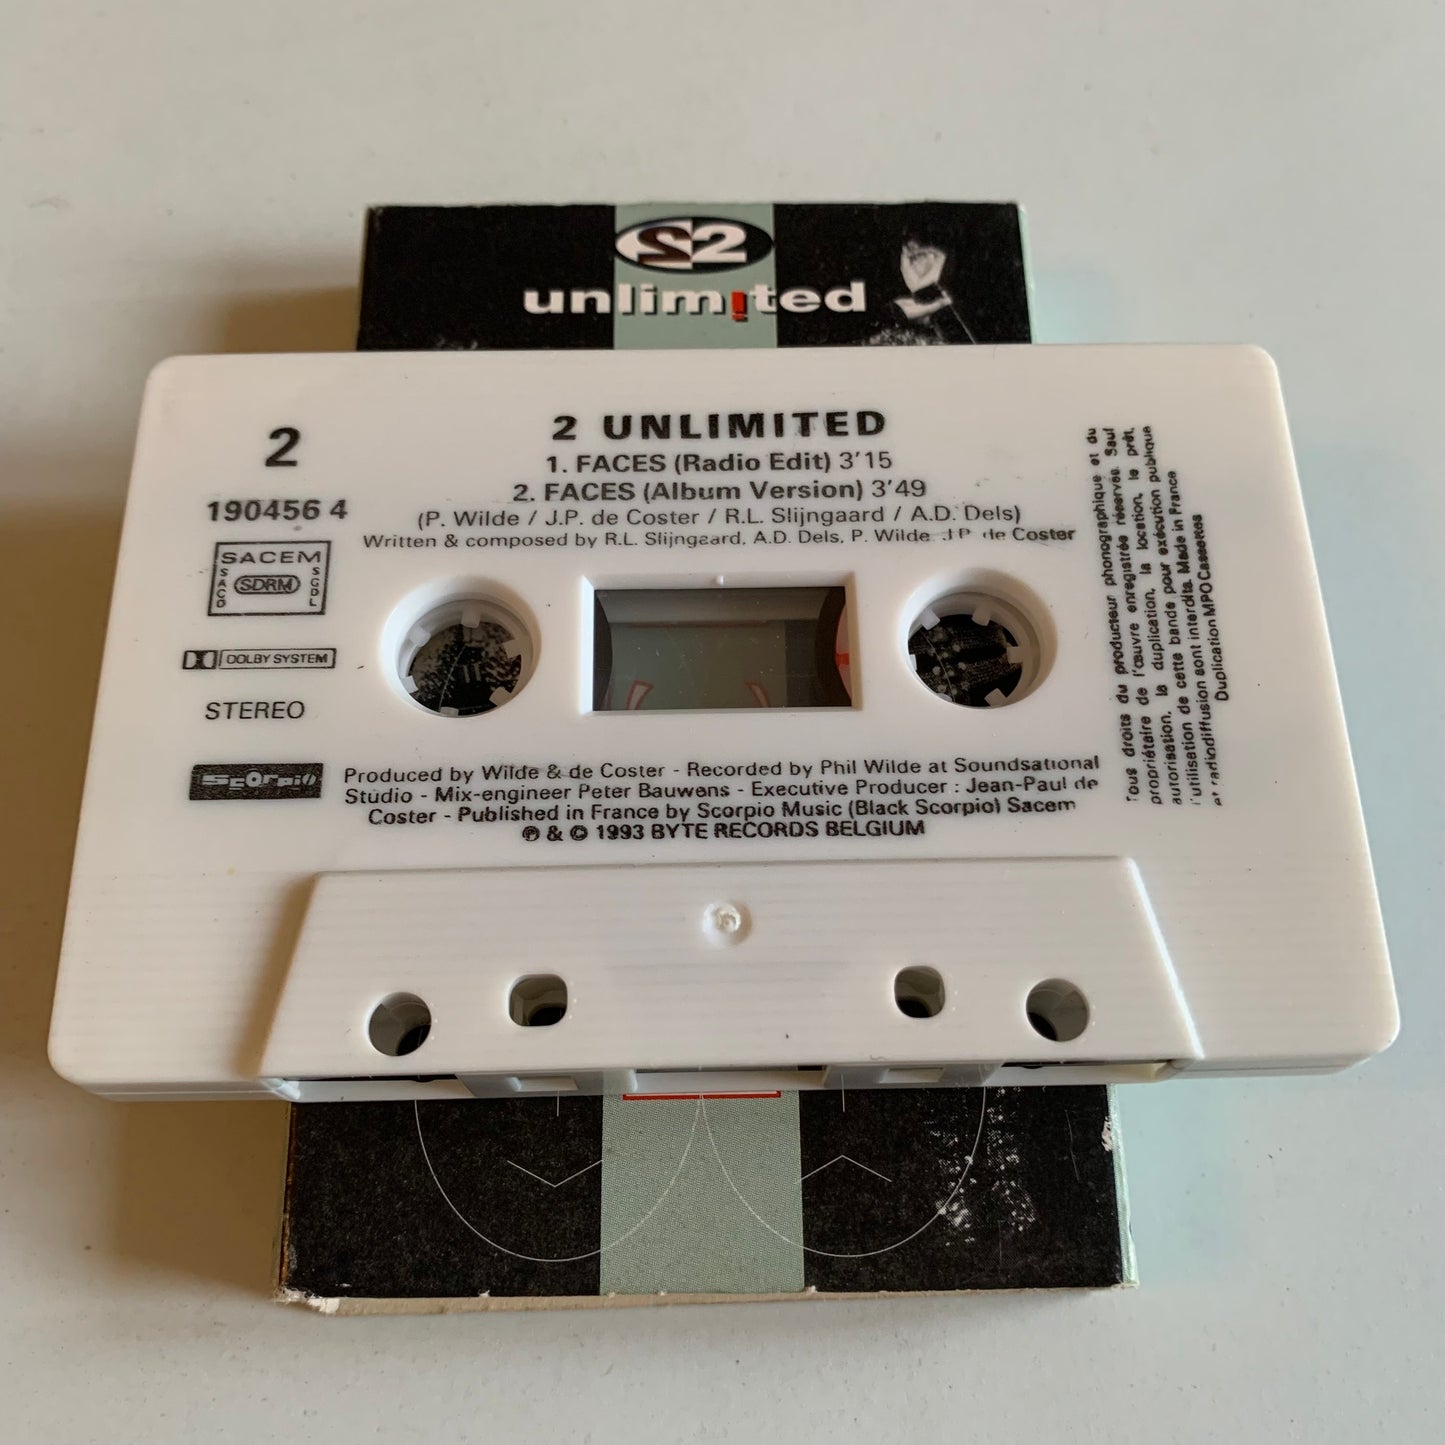 2
unlimited
2 UNLIMITED
1. FACES (Radio Edit) 3'15
2. FACES (Album Version) 3'49
(P. Wilde / J.P. de Coster / R.L. Slijngaard / A.D. Dels)
Written & composed by R.L. Slijngaard, A.D. Dels, P. Wilde, J.P. de Coster
2
190456 4
SACEM
SACD
SDRM
SGDL
DOLBY SYSTEM
STEREO
Scorpio
Produced by Wilde & de Coster - Recorded by Phil Wilde at Soundsational
Studio - Mix-engineer Peter Bauwens - Executive Producer : Jean-Paul de
Coster - Published in France by Scorpio Music (Black Scorpio) Sacem
℗ & © 1993 BYTE RECORDS BELGIUM
Tous droits du producteur phonographique et du
propriétaire de l'œuvre enregistrée réservés. Sauf
autorisation, la duplication, la location, le prêt,
l'utilisation de cette bande pour exécution publique
et radiodiffusion sont interdits. Made in France
Duplication MPO Cassettes